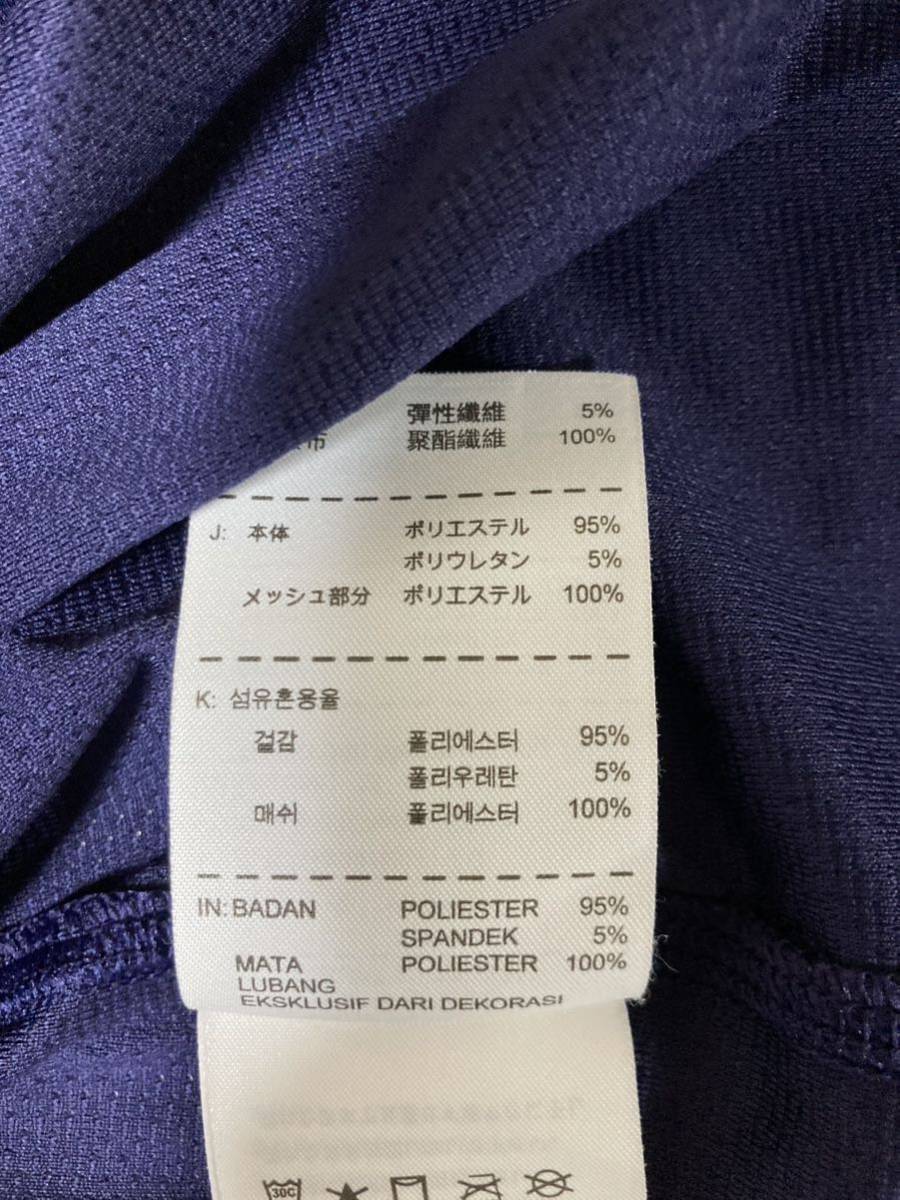 彈性纖維 5%
布 聚酯纖維 100%
J: 本体 ポリエステル 95%
ポリウレタン 5%
メッシュ部分 ポリエステル 100%
K: 섬유혼용율
겉감 폴리에스터 95%
폴리우레탄 5%
매쉬 폴리에스터 100%
IN: BADAN POLIESTER 95%
SPANDEK 5%
MATA POLIESTER 100%
LUBANG
EKSKLUSIF DARI DEKORASI
30C